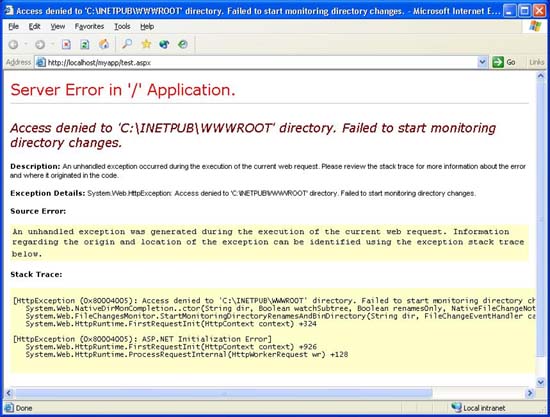 Access denied to 'C:\INETPUB\WWWROOT' directory. Failed to start monitoring directory changes. - Microsoft Internet E...
File Edit View Favorites Tools Help
Address http://localhost/myapp/test.aspx Go Links
Server Error in '/' Application.
Access denied to 'C:\INETPUB\WWWROOT' directory. Failed to start monitoring
directory changes.
Description: An unhandled exception occurred during the execution of the current web request. Please review the stack trace for more information about the error
and where it originated in the code.
Exception Details: System.Web.HttpException: Access denied to 'C:\INETPUB\WWWROOT' directory. Failed to start monitoring directory changes.
Source Error:
An unhandled exception was generated during the execution of the current web request. Information
regarding the origin and location of the exception can be identified using the exception stack trace
below.
Stack Trace:
[HttpException (0x80004005): Access denied to 'C:\INETPUB\WWWROOT' directory. Failed to start monitoring directory ch
System.Web.NativeDirMonCompletion..ctor(String dir, Boolean watchSubtree, Boolean renamesOnly, NativeFileChangeNot
System.Web.FileChangesMonitor.StartMonitoringDirectoryRenamesAndBinDirectory(String dir, FileChangeEventHandler ca
System.Web.HttpRuntime.FirstRequestInit(HttpContext context) +324
[HttpException (0x80004005): ASP.NET Initialization Error]
System.Web.HttpRuntime.FirstRequestInit(HttpContext context) +926
System.Web.HttpRuntime.ProcessRequestInternal(HttpWorkerRequest wr) +128
Done Local intranet